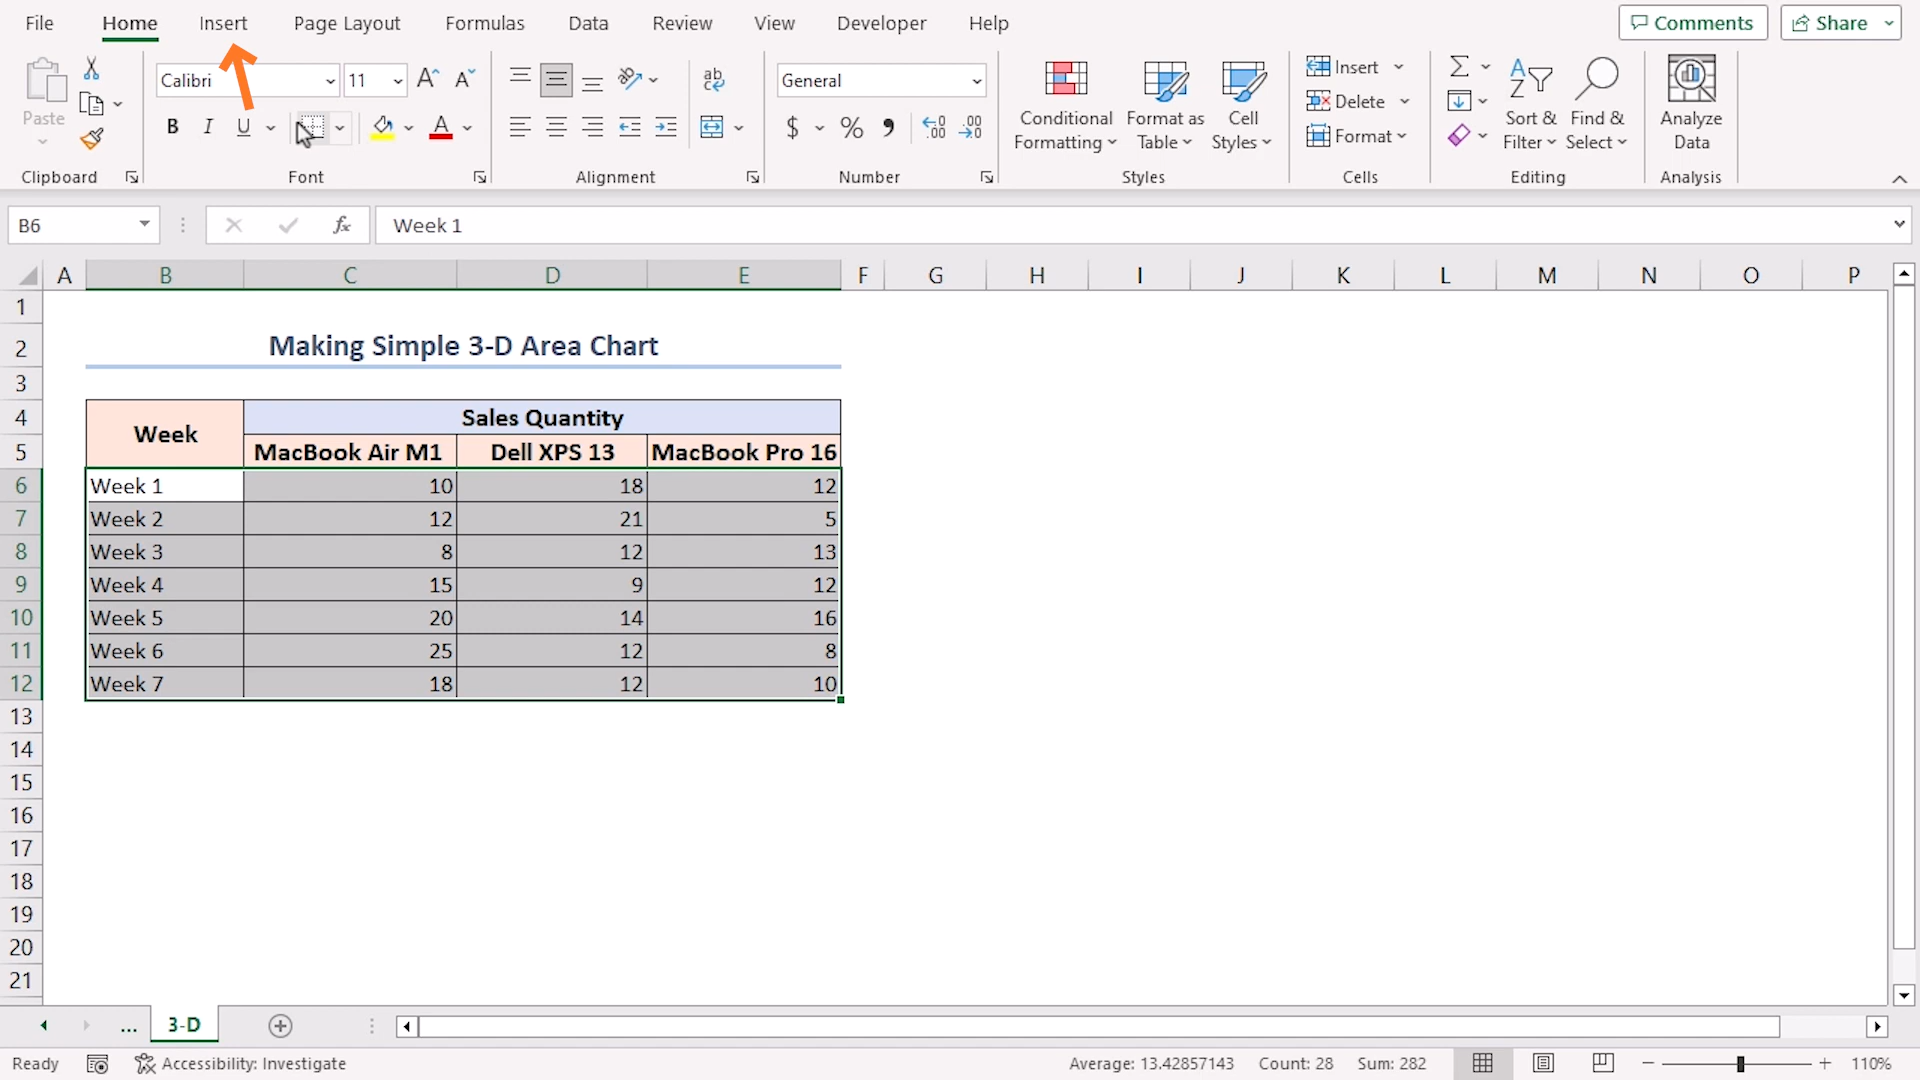 File Home Insert Page Layout Formulas Data Review View Developer Help Comments Share
Calibri 11 General Insert
Delete
Format
Paste B I U A $ % Conditional Formatting Format as Table Cell Styles Sort & Filter Find & Select Analyze Data
Clipboard Font Alignment Number Styles Cells Editing Analysis
B6 fx Week 1
A B C D E F G H I J K L M N O P
1
2 Making Simple 3-D Area Chart
3
4 Week Sales Quantity
5 MacBook Air M1 Dell XPS 13 MacBook Pro 16
6 Week 1 10 18 12
7 Week 2 12 21 5
8 Week 3 8 12 13
9 Week 4 15 9 12
10 Week 5 20 14 16
11 Week 6 25 12 8
12 Week 7 18 12 10
13
14
15
16
17
18
19
20
21
... 3-D
Ready Accessibility: Investigate Average: 13.42857143 Count: 28 Sum: 282 110%